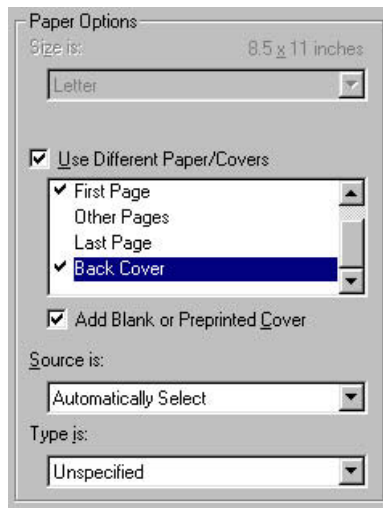 Paper Options
Size is: 8.5 x 11 inches
Letter
Use Different Paper/Covers
First Page
Other Pages
Last Page
Back Cover
Add Blank or Preprinted Cover
Source is:
Automatically Select
Type is:
Unspecified